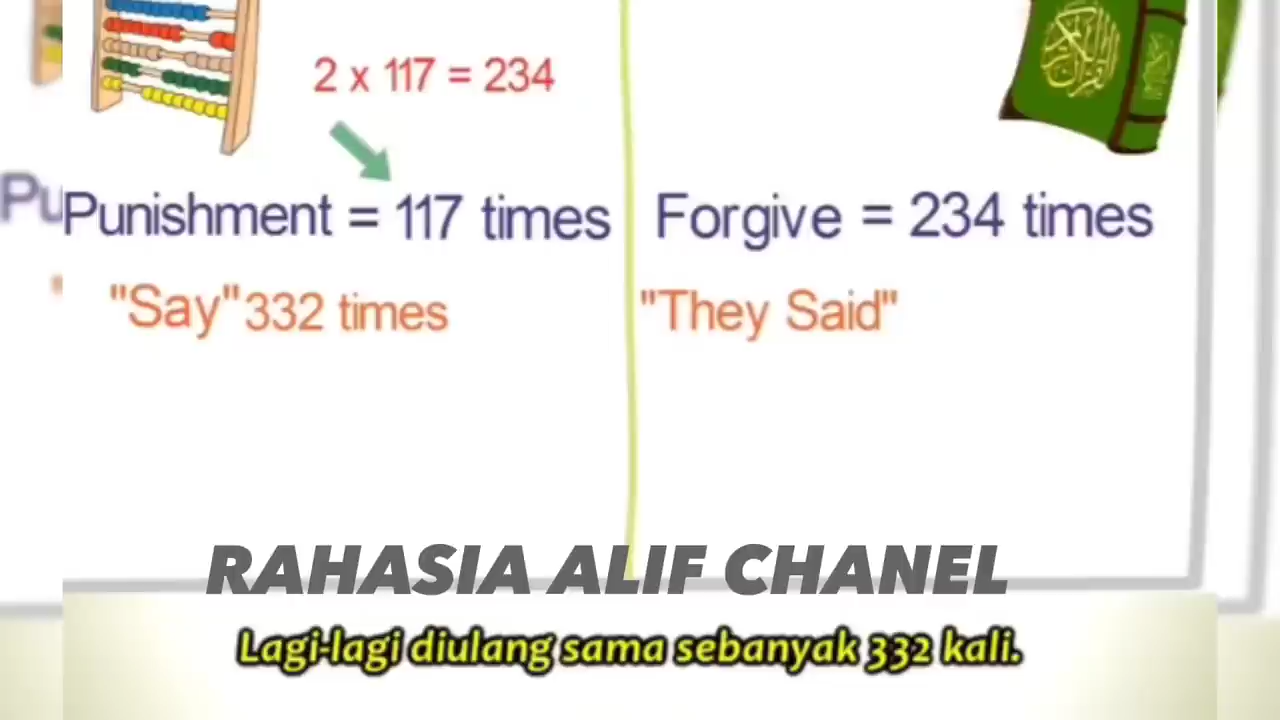 2 x 117 = 234
Punishment = 117 times
Forgive = 234 times
"Say" 332 times
"They Said"
RAHASIA ALIF CHANEL
Lagi-lagi diulang sama sebanyak 332 kali.